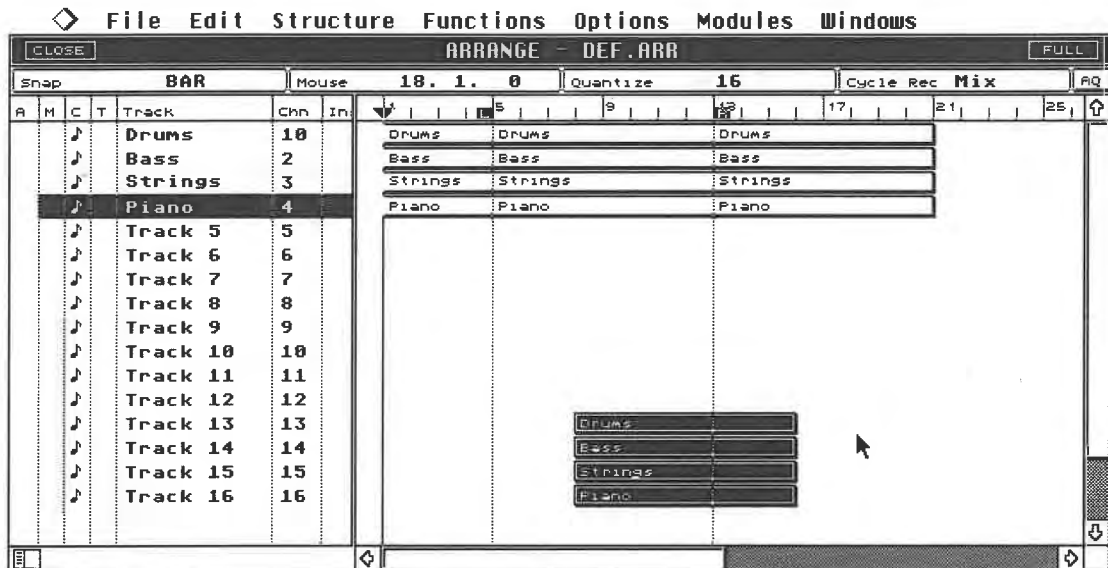 File Edit Structure Functions Options Modules Windows
CLOSE ARRANGE - DEF.ARR FULL
Snap BAR Mouse 18. 1. 0 Quantize 16 Cycle Rec Mix AQ
A M C T Track Chn In 1 5 9 13 17 21 25
Drums 10 Drums Drums Drums
Bass 2 Bass Bass Bass
Strings 3 Strings Strings Strings
Piano 4 Piano Piano Piano
Track 5 5
Track 6 6
Track 7 7
Track 8 8
Track 9 9
Track 10 10
Track 11 11
Track 12 12
Track 13 13 Drums
Track 14 14 Bass
Track 15 15 Strings
Track 16 16 Piano